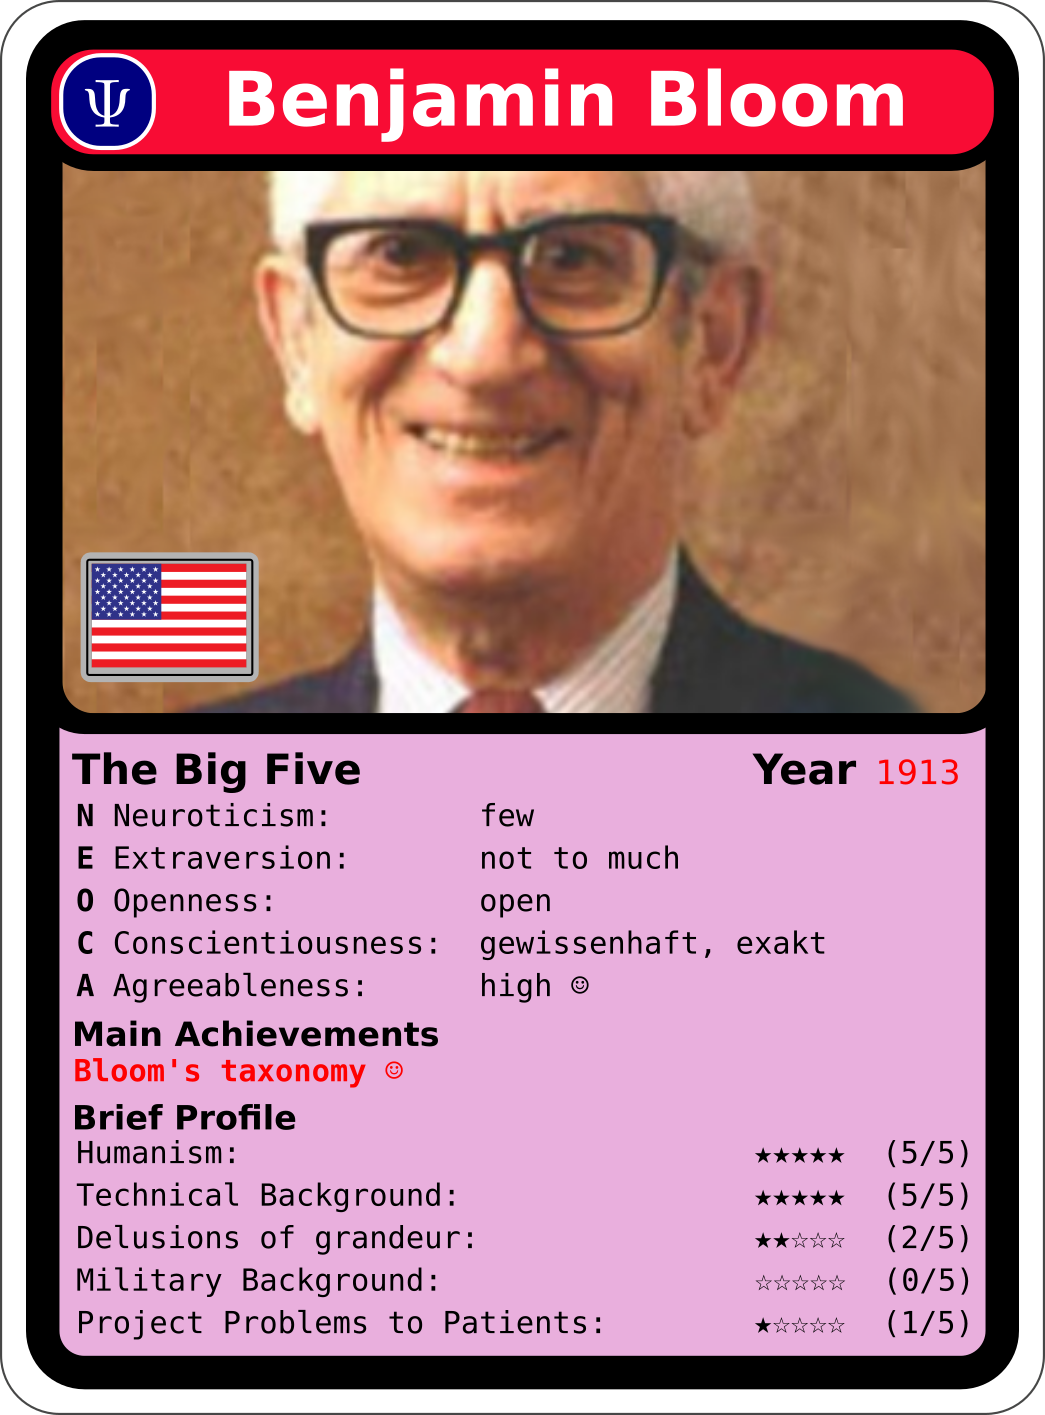 Ψ Benjamin Bloom
The Big Five Year 1913
N Neuroticism: few
E Extraversion: not to much
O Openness: open
C Conscientiousness: gewissenhaft, exakt
A Agreeableness: high ☺
Main Achievements
Bloom's taxonomy ☺
Brief Profile
Humanism: ★★★★★ (5/5)
Technical Background: ★★★★★ (5/5)
Delusions of grandeur: ★★☆☆☆ (2/5)
Military Background: ☆☆☆☆☆ (0/5)
Project Problems to Patients: ★☆☆☆☆ (1/5)